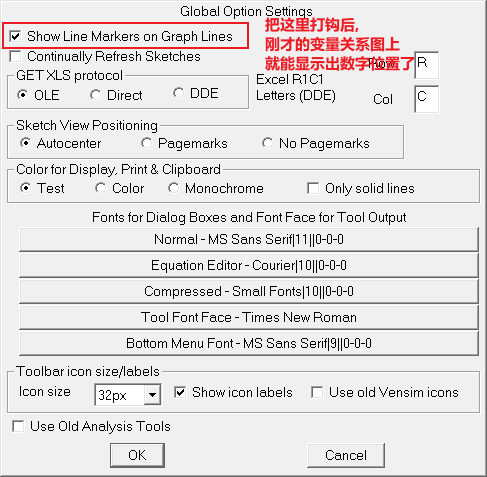 Global Option Settings
Show Line Markers on Graph Lines
把这里打钩后,
刚才的变量关系图上
就能显示出数字位置了
Continually Refresh Sketches
GET XLS protocol
OLE
Direct
DDE
Excel R1C1
Letters (DDE)
Row
R
Col
C
Sketch View Positioning
Autocenter
Pagemarks
No Pagemarks
Color for Display, Print & Clipboard
Test
Color
Monochrome
Only solid lines
Fonts for Dialog Boxes and Font Face for Tool Output
Normal - MS Sans Serif|11||0-0-0
Equation Editor - Courier|10||0-0-0
Compressed - Small Fonts|10||0-0-0
Tool Font Face - Times New Roman
Bottom Menu Font - MS Sans Serif|9||0-0-0
Toolbar icon size/labels
Icon size
32px
Show icon labels
Use old Vensim icons
Use Old Analysis Tools
OK
Cancel